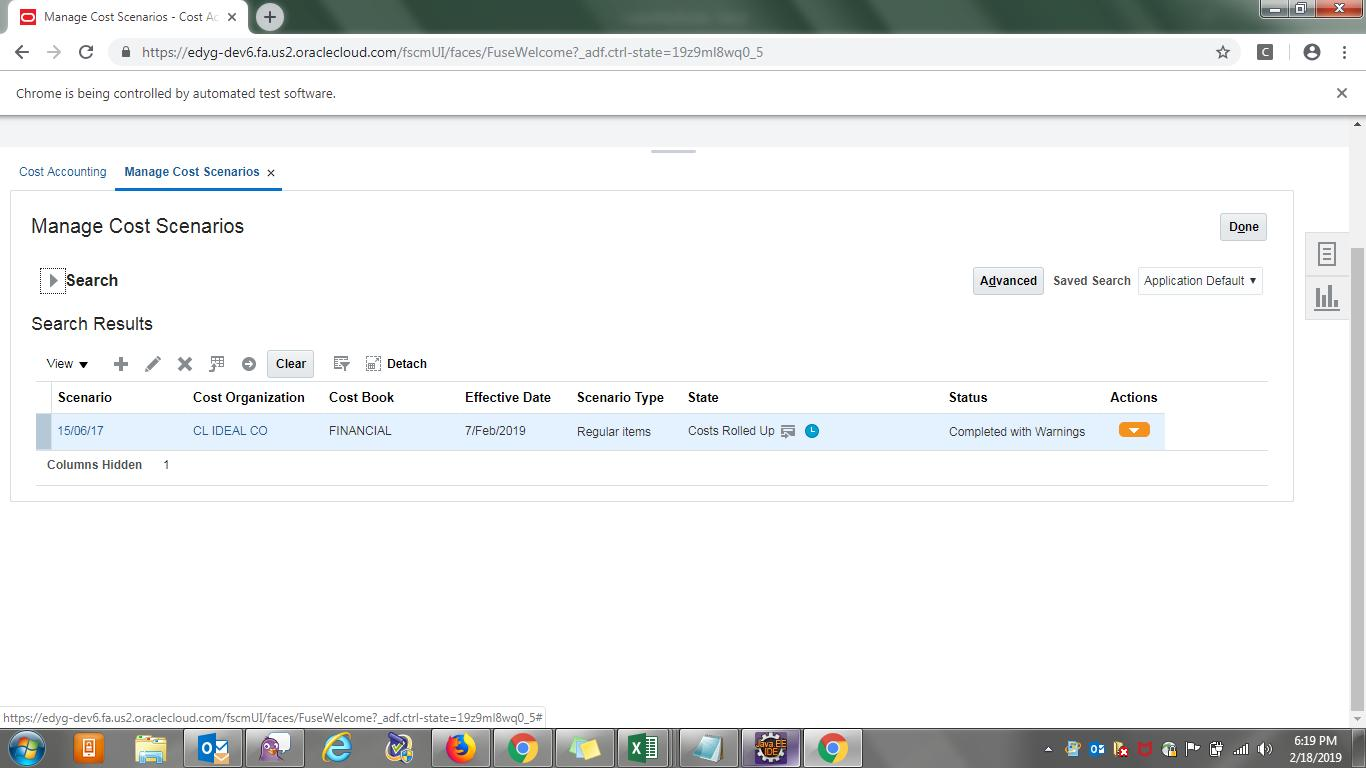 Manage Cost Scenarios - Cost Ac
https://edyg-dev6.fa.us2.oraclecloud.com/fscmUI/faces/FuseWelcome?_adf.ctrl-state=19z9ml8wq0_5
C
Chrome is being controlled by automated test software.
Cost Accounting Manage Cost Scenarios
Manage Cost Scenarios Done
Search Advanced Saved Search Application Default
Search Results
View Clear Detach
Scenario Cost Organization Cost Book Effective Date Scenario Type State Status Actions
15/06/17 CL IDEAL CO FINANCIAL 7/Feb/2019 Regular items Costs Rolled Up Completed with Warnings
Columns Hidden 1
https://edyg-dev6.fa.us2.oraclecloud.com/fscmUI/faces/FuseWelcome?_adf.ctrl-state=19z9ml8wq0_5#
Java EE
IDE
6:19 PM
2/18/2019